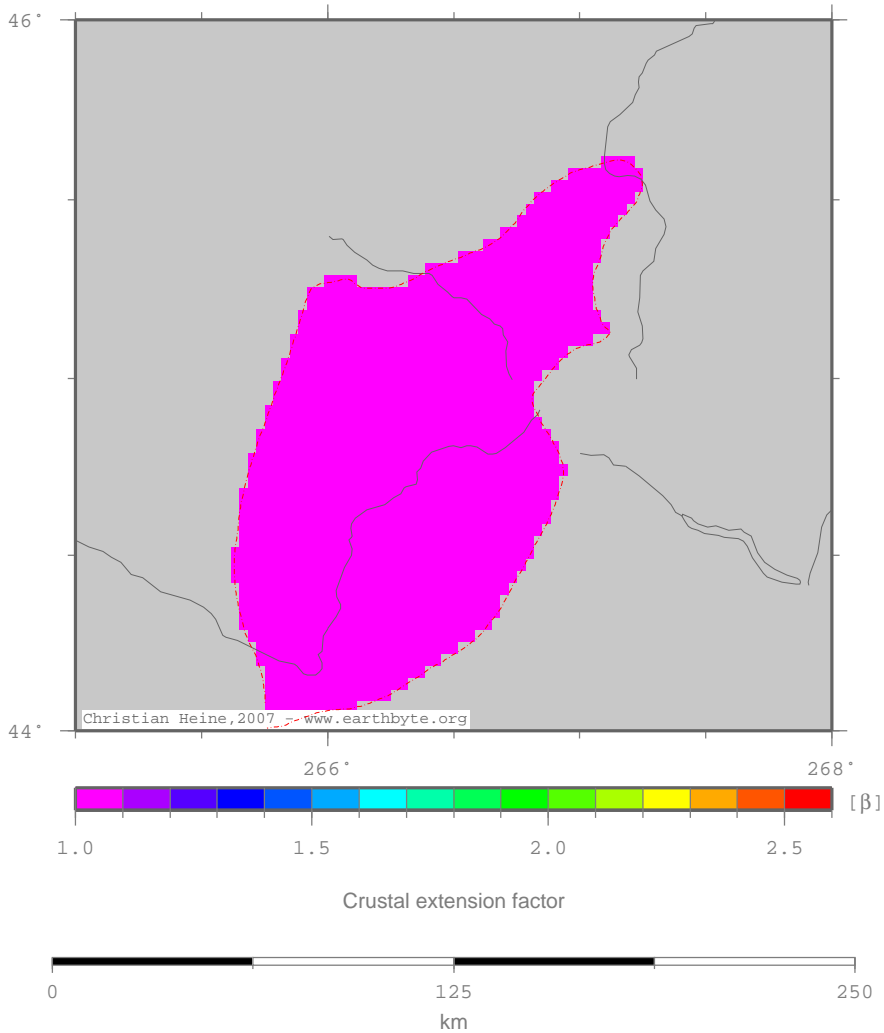 46°
Christian Heine,2007 - www.earthbyte.org
44°
266° 268°
[β]
1.0 1.5 2.0 2.5
Crustal extension factor
0 125 250
km